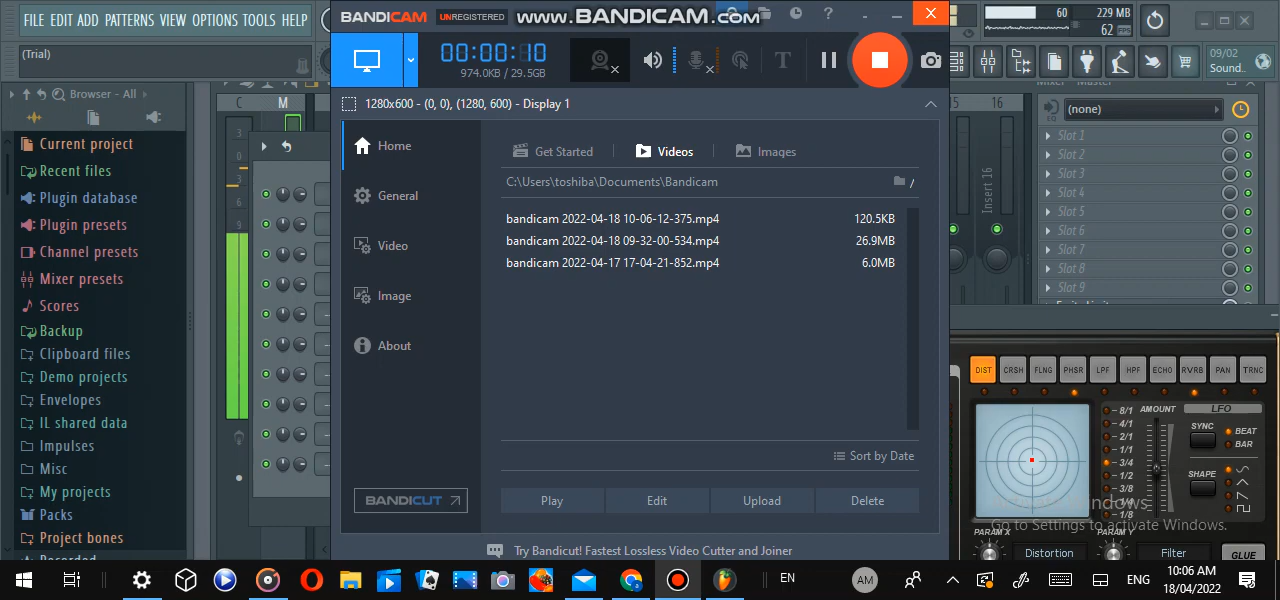 FILE EDIT ADD PATTERNS VIEW OPTIONS TOOLS HELP
(Trial)
Browser - All
Current project
Recent files
Plugin database
Plugin presets
Channel presets
Mixer presets
Scores
Backup
Clipboard files
Demo projects
Envelopes
IL shared data
Impulses
Misc
My projects
Packs
Project bones
Recorded
C M
3
0
3
6
9
BANDICAM UNREGISTERED www.BANDICAM.com
00:00:10
974.0KB / 29.5GB
1280x600 - (0, 0), (1280, 600) - Display 1
Home
General
Video
Image
About
BANDICUT
Get Started
Videos
Images
C:\Users\toshiba\Documents\Bandicam
bandicam 2022-04-18 10-06-12-375.mp4 120.5KB
bandicam 2022-04-18 09-32-00-534.mp4 26.9MB
bandicam 2022-04-17 17-04-21-852.mp4 6.0MB
Sort by Date
Play Edit Upload Delete
Try Bandicut! Fastest Lossless Video Cutter and Joiner
60 229 MB
62
09/02
Sound..
15 16
Insert 16
(none)
EQ
Slot 1
Slot 2
Slot 3
Slot 4
Slot 5
Slot 6
Slot 7
Slot 8
Slot 9
DIST CRSH FLNG PHSR LPF HPF ECHO RVRB PAN TRNC
8/1
4/1
2/1
1/1
3/4
1/2
3/8
1/4
1/8
AMOUNT
LFO
SYNC
BEAT
BAR
SHAPE
Go to Settings to activate Windows.
PARAM X
Distortion
PARAM Y
Filter
GLUE
EN
AM
ENG
10:06 AM
18/04/2022